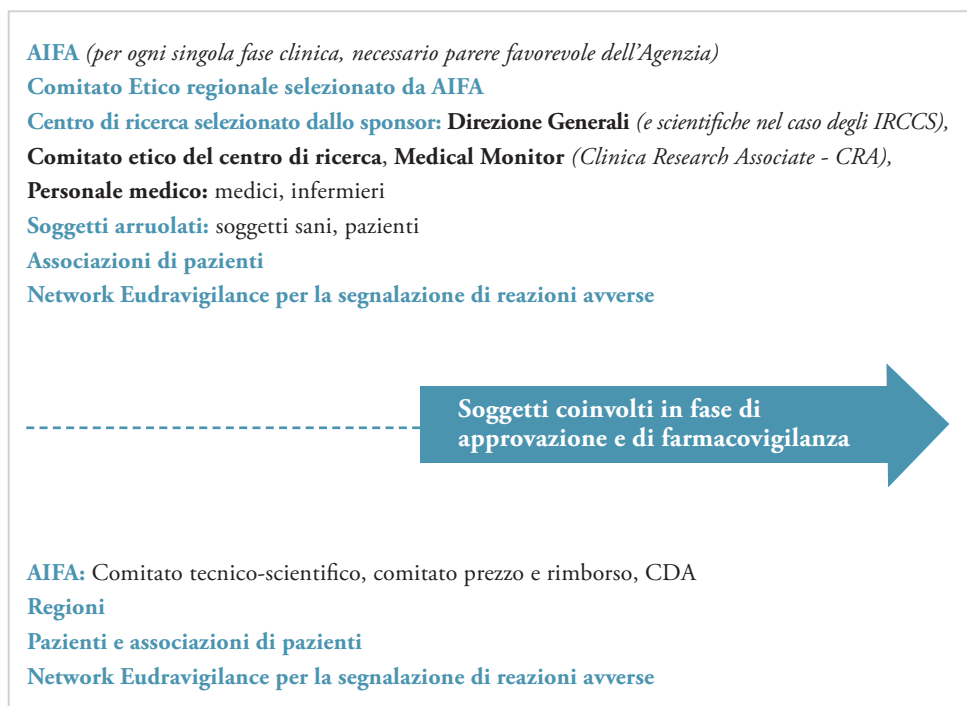 AIFA (per ogni singola fase clinica, necessario parere favorevole dell'Agenzia)
Comitato Etico regionale selezionato da AIFA
Centro di ricerca selezionato dallo sponsor: Direzione Generali (e scientifiche nel caso degli IRCCS),
Comitato etico del centro di ricerca, Medical Monitor (Clinica Research Associate - CRA),
Personale medico: medici, infermieri
Soggetti arruolati: soggetti sani, pazienti
Associazioni di pazienti
Network Eudravigilance per la segnalazione di reazioni avverse
Soggetti coinvolti in fase di
approvazione e di farmacovigilanza
AIFA: Comitato tecnico-scientifico, comitato prezzo e rimborso, CDA
Regioni
Pazienti e associazioni di pazienti
Network Eudravigilance per la segnalazione di reazioni avverse